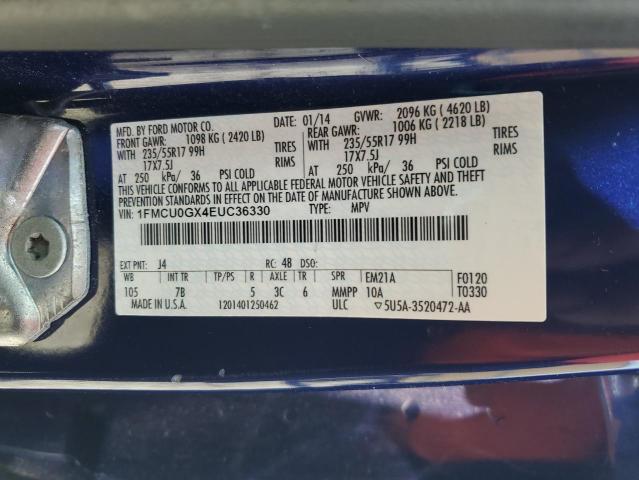 MFD. BY FORD MOTOR CO. DATE: 01/14 GVWR: 2096 KG ( 4620 LB)
FRONT GAWR: 1098 KG ( 2420 LB) REAR GAWR: 1006 KG ( 2218 LB)
WITH 235/55R17 99H TIRES WITH 235/55R17 99H TIRES
17X7.5J RIMS 17X7.5J RIMS
AT 250 kPa/ 36 PSI COLD AT 250 kPa/ 36 PSI COLD
THIS VEHICLE CONFORMS TO ALL APPLICABLE FEDERAL MOTOR VEHICLE SAFETY AND THEFT PREVENTION
STANDARDS IN EFFECT ON THE DATE OF MANUFACTURE SHOWN ABOVE.
VIN: 1FMCU0GX4EUC36330 TYPE: MPV
EXT PNT: J4 RC: 48 DSO:
WB INT TR TP/PS R AXLE TR SPR EM21A F0120
105 7B 5 3C 6 MMPP 10A T0330
MADE IN U.S.A. 1201401250462 ULC ▽5U5A-3520472-AA